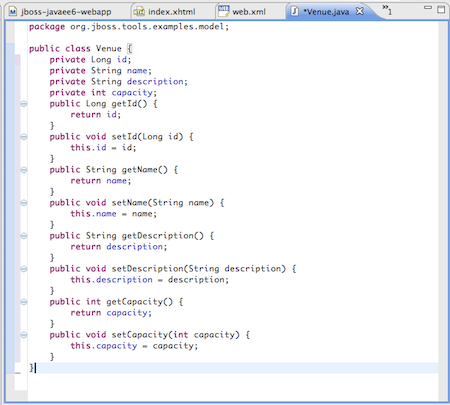 jboss-javaee6-webapp index.xhtml web.xml *Venue.java »1
package org.jboss.tools.examples.model;
public class Venue {
    private Long id;
    private String name;
    private String description;
    private int capacity;
    public Long getId() {
        return id;
    }
    public void setId(Long id) {
        this.id = id;
    }
    public String getName() {
        return name;
    }
    public void setName(String name) {
        this.name = name;
    }
    public String getDescription() {
        return description;
    }
    public void setDescription(String description) {
        this.description = description;
    }
    public int getCapacity() {
        return capacity;
    }
    public void setCapacity(int capacity) {
        this.capacity = capacity;
    }
}